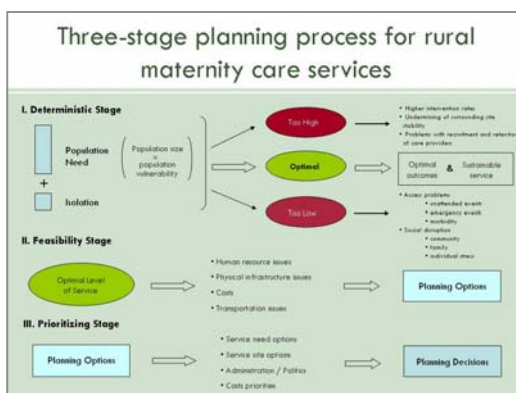 Three-stage planning process for rural
maternity care services
I. Deterministic Stage
Population
Need
+
Isolation
Population size
x
population
vulnerability
Too High
Optimal
Too Low
• Higher intervention rates
• Undermining of surrounding site
stability
• Problems with recruitment and retention
of care providers
Optimal
outcomes
&
Sustainable
service
• Access problems
• unattended events
• emergency events
• morbidity
• Social disruption
• community
• family
• individual stress
II. Feasibility Stage
Optimal Level
of Service
• Human resource issues
• Physical infrastructure issues
• Costs
• Transportation issues
Planning Options
III. Prioritizing Stage
Planning Options
• Service need options
• Service site options
• Administration / Politics
• Costs priorities
Planning Decisions